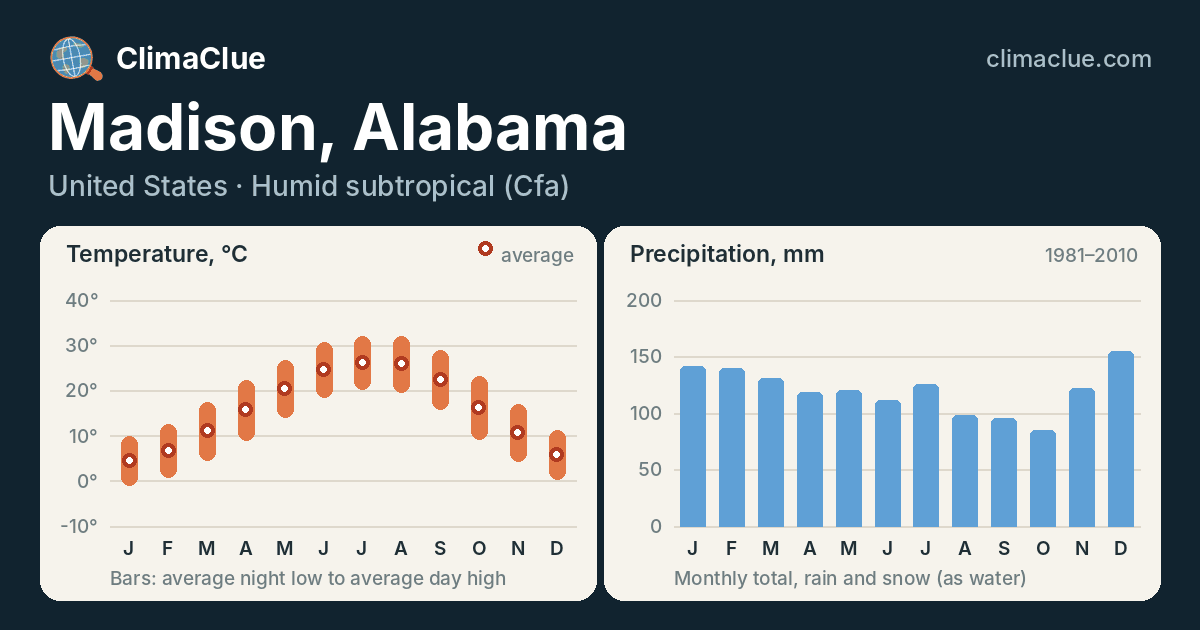 ClimaClue
climaclue.com
Madison, Alabama
United States · Humid subtropical (Cfa)
Temperature, °C
average
40°
30°
20°
10°
0°
-10°
J F M A M J J A S O N D
Bars: average night low to average day high
Precipitation, mm
1981–2010
200
150
100
50
0
J F M A M J J A S O N D
Monthly total, rain and snow (as water)